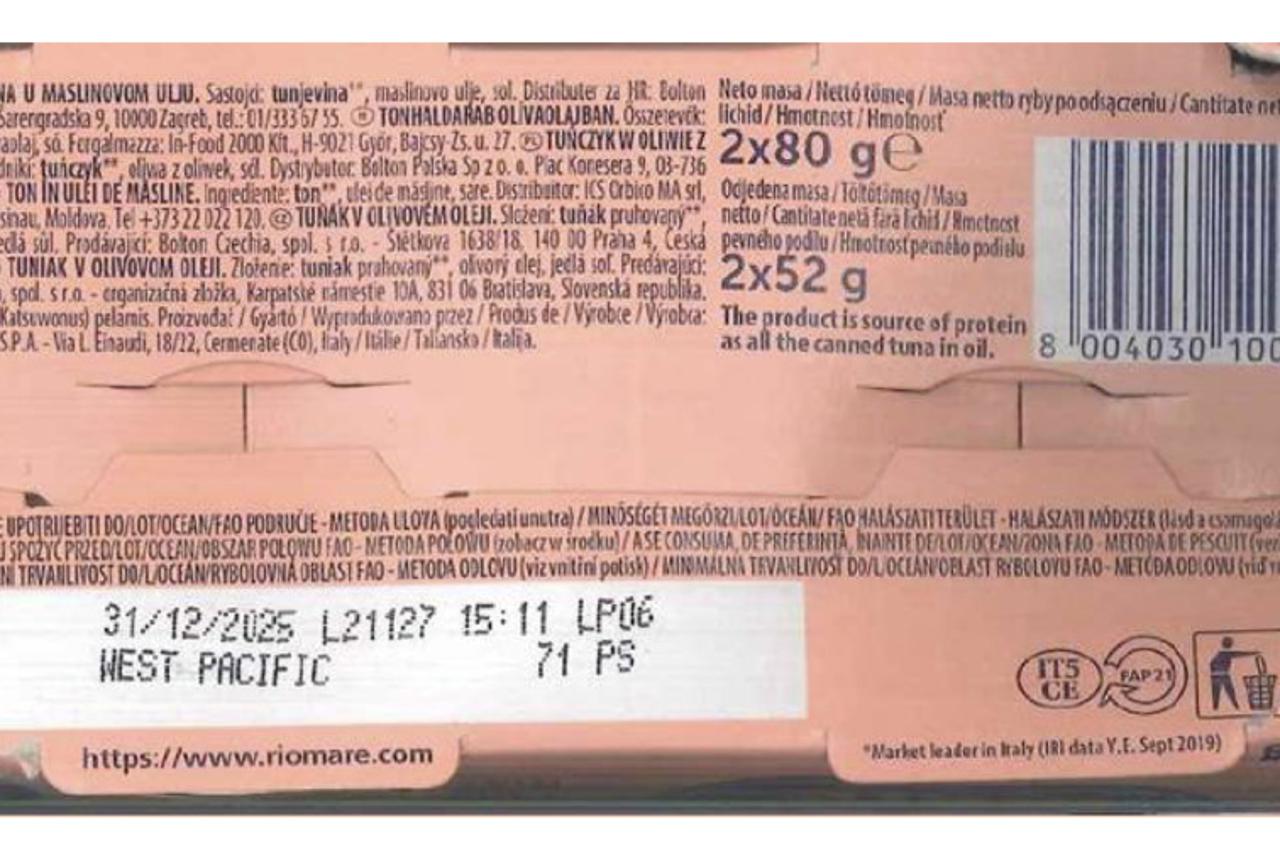 NA U MASLINOVOM ULJU. Sastojci: tunjevina**, maslinovo ulje, sol. Distributer za HR: Bolton
Šarengradska 9, 10000 Zagreb, tel.: 01/333 67 55. TONHALDARAB OLÍVAOLAJBAN. Összetevők:
olaj, só. Forgalmazza: In-Food 2000 Kft., H-9021 Győr, Bajcsy-Zs. u. 27. PL TUŃCZYK W OLIWIE Z
tuńczyk**, oliwa z oliwek, sól. Dystrybutor: Bolton Polska Sp z o. o. Plac Konesera 9, 03-736
TON ÎN ULEI DE MĂSLINE. Ingrediente: ton**, ulei de măsline, sare. Distribuitor: ICS Orbico MA srl,
Moldova. Tel +373 22 022 120. TUŇÁK V OLIVOVÉM OLEJI. Složení: tuňák pruhovaný**,
jedlá sůl. Prodávající: Bolton Czechia, spol. s r.o. - Štětkova 1638/18, 140 00 Praha 4, Česká
TUNIAK V OLIVOVOM OLEJI. Zloženie: tuniak pruhovaný**, olivový olej, jedlá soľ. Predávajúci:
, spol. s r.o. - organizačná zložka, Karpatské námestie 10A, 831 06 Bratislava, Slovenská republika.
Katsuwonus) pelamis. Proizvođač / Gyártó / Wyprodukowano przez / Produs de / Výrobce / Výrobca:
S.P.A. - Via L. Einaudi, 18/22, Cermenate (CO), Italy / Itálie / Taliansko / Italija.
Neto masa / Nettó tömeg / Masa netto ryby po odsączeniu / Cantitate net
lichid / Hmotnost / Hmotnosť
2x80 g℮
Ocijeđena masa / Töltőtömeg / Masa
netto / Cantitate netă fără lichid / Hmotnost
pevného podílu / Hmotnosť pevného podielu
2x52 g
The product is source of protein
as all the canned tuna in oil.
8 004030 100
UPOTRIJEBITI DO/LOT/OCEAN/FAO PODRUČJE - METODA ULOVA (pogledati unutra) / MINŐSÉGÉT MEGŐRZI/LOT/ÓCEÁN/ FAO HALÁSZATI TERÜLET - HALÁSZATI MÓDSZER (lásd a csomagolá
SPOŻYĆ PRZED/LOT/OCEAN/OBSZAR POŁOWU FAO - METODA POŁOWU (zobacz w środku) / A SE CONSUMA, DE PREFERINȚĂ, ÎNAINTE DE/LOT/OCEAN/ZONA FAO - METODA DE PESCUIT (vez
NÍ TRVANLIVOST DO/L/OCEÁN/RYBOLOVNÁ OBLAST FAO - METODA ODLOVU (viz vnitřní potisk) / MINIMÁLNA TRVANLIVOSŤ DO/L/OCEÁN/OBLASŤ RYBOLOVU FAO - METÓDA ODLOVU (viď v
31/12/2025 L21127 15:11 LP06
WEST PACIFIC 71 PS
IT5
CE
PAP 21
https://www.riomare.com
*Market leader in Italy (IRI data Y.E. Sept 2019)